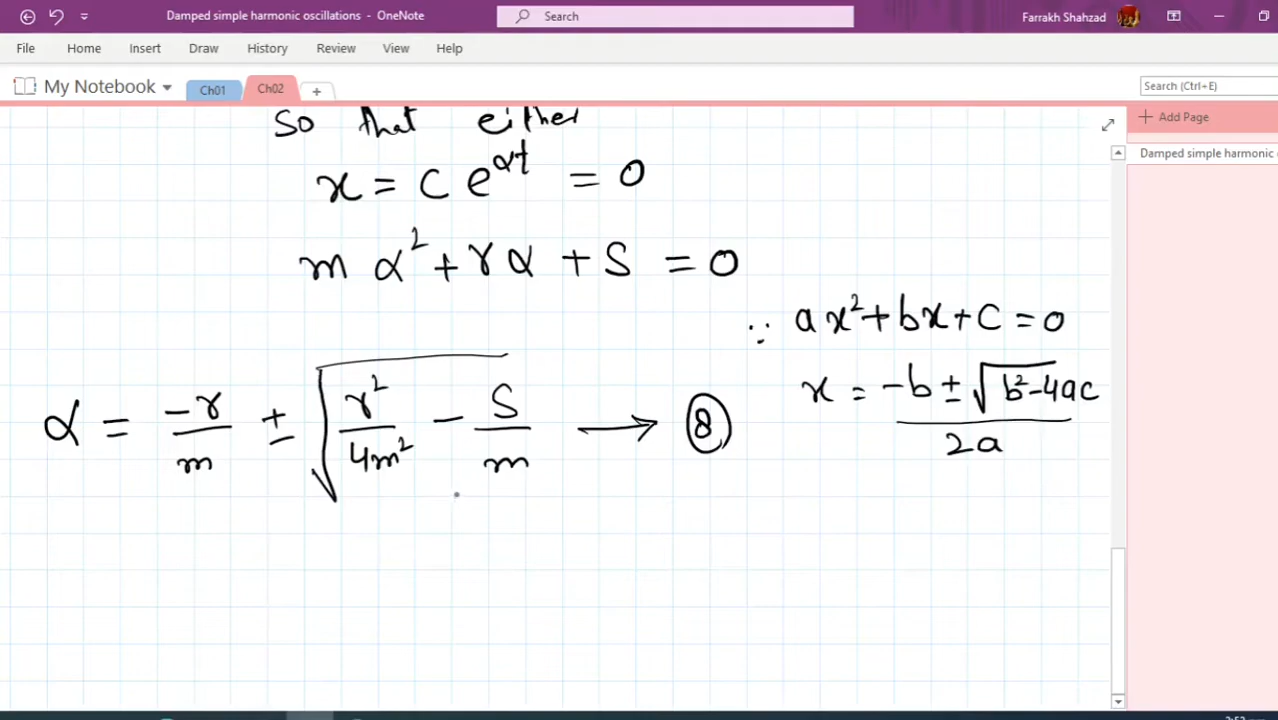 Damped simple harmonic oscillations - OneNote
Search
Farrakh Shahzad
File Home Insert Draw History Review View Help
My Notebook
Ch01
Ch02
+
Search (Ctrl+E)
+ Add Page
Damped simple harmonic
So that either
x = c e^{αt} = 0
m α² + r α + S = 0
∵ ax² + bx + c = 0
x = (-b ± √(b² - 4ac)) / 2a
α = -r/m ± √(r²/4m² - S/m) → ⑧